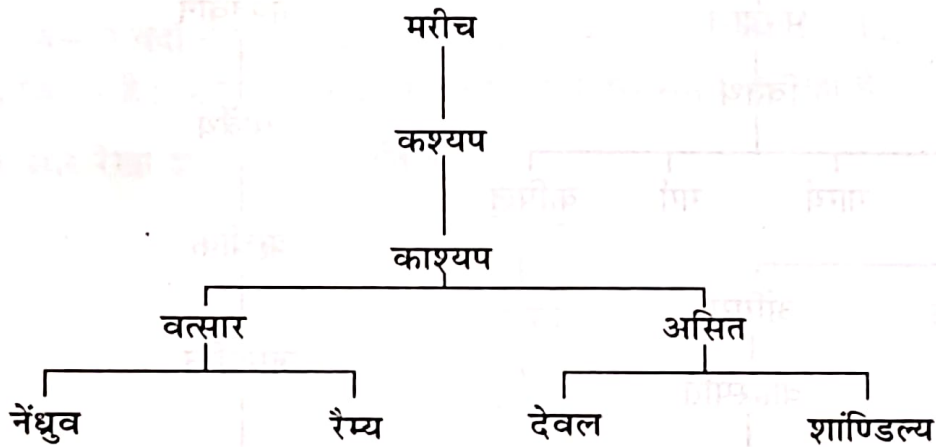 मरीच
कश्यप
काश्यप
वत्सार असित
नेंध्रुव रैम्य देवल शांण्डिल्य